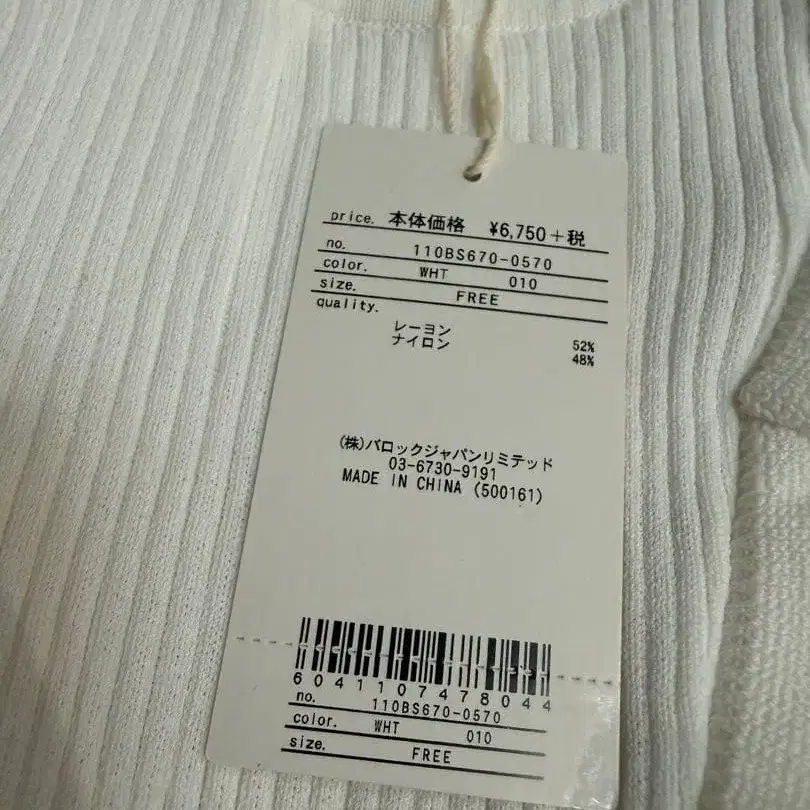 price. 本体価格 ¥6,750+税
no. 110BS670-0570
color. WHT 010
size. FREE
quality.
レーヨン 52%
ナイロン 48%
(株)バロックジャパンリミテッド
03-6730-9191
MADE IN CHINA (500161)
6041107478044
no. 110BS670-0570
color. WHT 010
size. FREE